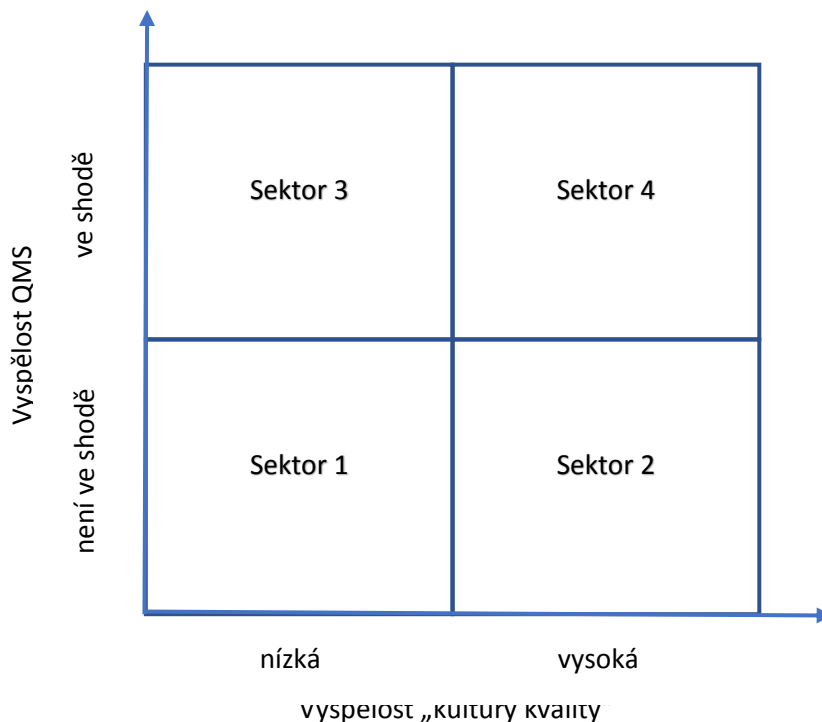 Vyspělost QMS
ve shodě
není ve shodě
Sektor 3
Sektor 4
Sektor 1
Sektor 2
nízká
vysoká
Vyspělost „kultury kvality